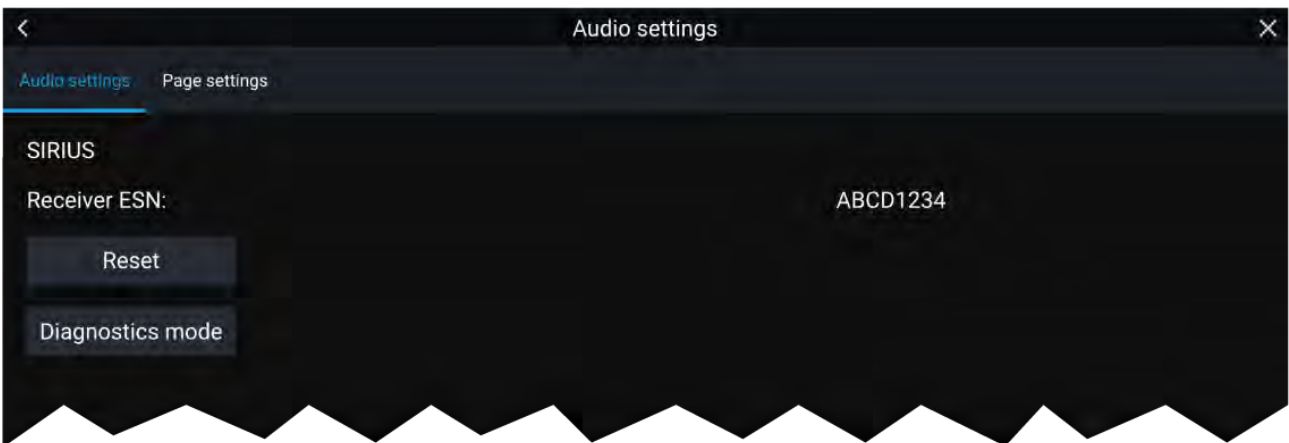 Audio settings
Audio settings Page settings
SIRIUS
Receiver ESN: ABCD1234
Reset
Diagnostics mode